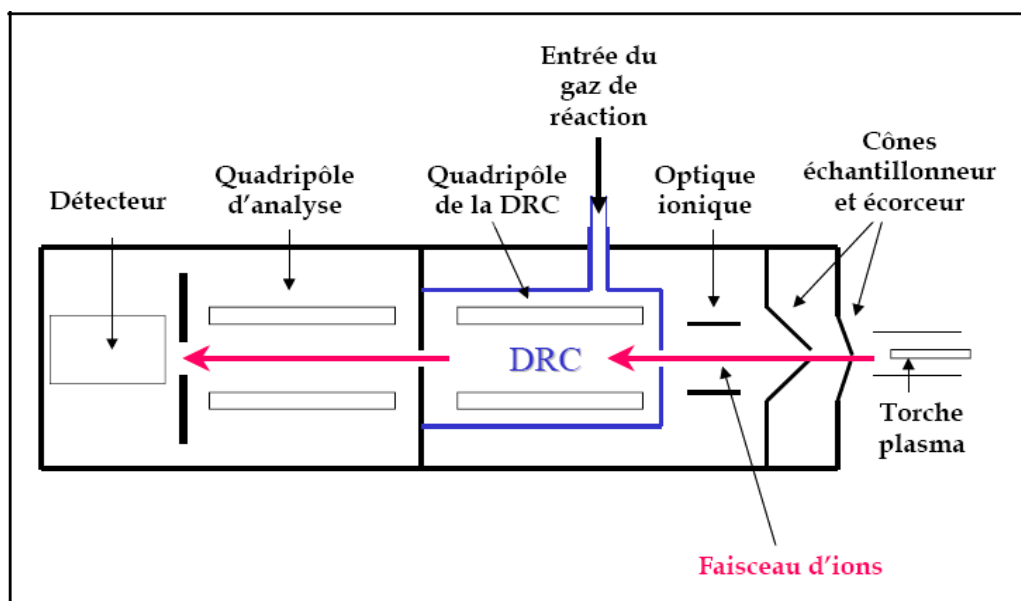 Entrée du
gaz de
réaction
Cônes
échantillonneur
et écorceur
Quadripôle
d'analyse
Quadripôle
de la DRC
Optique
ionique
Détecteur
DRC
Torche
plasma
Faisceau d'ions